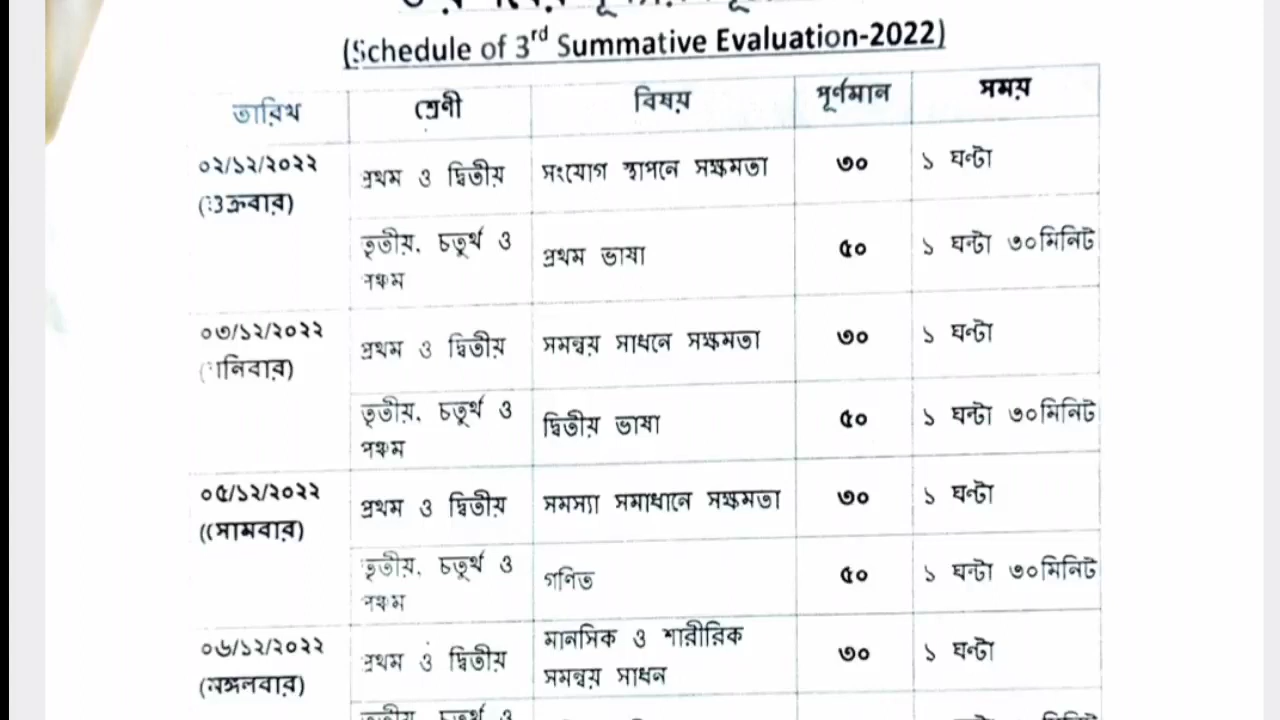 (Schedule of 3rd Summative Evaluation-2022)
তারিখ শ্রেণী বিষয় পূর্ণমান সময়
০২/১২/২০২২ প্রথম ও দ্বিতীয় সংযোগ স্থাপনে সক্ষমতা ৩০ ১ ঘন্টা
(শুক্রবার)
তৃতীয়, চতুর্থ ও প্রথম ভাষা ৫০ ১ ঘন্টা ৩০মিনিট
পঞ্চম
০৩/১২/২০২২ প্রথম ও দ্বিতীয় সমন্বয় সাধনে সক্ষমতা ৩০ ১ ঘন্টা
(শনিবার)
তৃতীয়, চতুর্থ ও দ্বিতীয় ভাষা ৫০ ১ ঘন্টা ৩০মিনিট
পঞ্চম
০৫/১২/২০২২ প্রথম ও দ্বিতীয় সমস্যা সমাধানে সক্ষমতা ৩০ ১ ঘন্টা
(সোমবার)
তৃতীয়, চতুর্থ ও গনিত ৫০ ১ ঘন্টা ৩০মিনিট
পঞ্চম
০৬/১২/২০২২ প্রথম ও দ্বিতীয় মানসিক ও শারীরিক ৩০ ১ ঘন্টা
(মঙ্গলবার) সমন্বয় সাধন
তৃতীয়, চতুর্থ ও